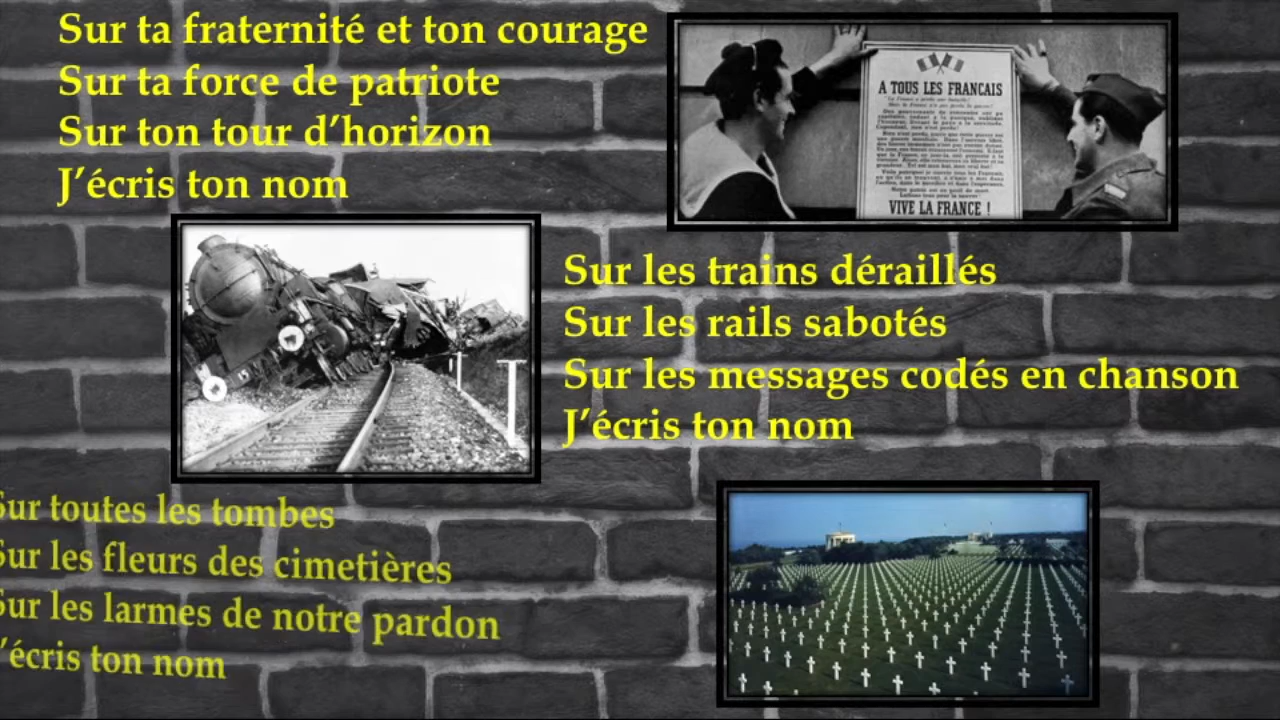 Sur ta fraternité et ton courage
Sur ta force de patriote
Sur ton tour d’horizon
J’écris ton nom
A TOUS LES FRANÇAIS
VIVE LA FRANCE !
Sur les trains déraillés
Sur les rails sabotés
Sur les messages codés en chanson
J’écris ton nom
Sur toutes les tombes
Sur les fleurs des cimetières
Sur les larmes de notre pardon
J’écris ton nom